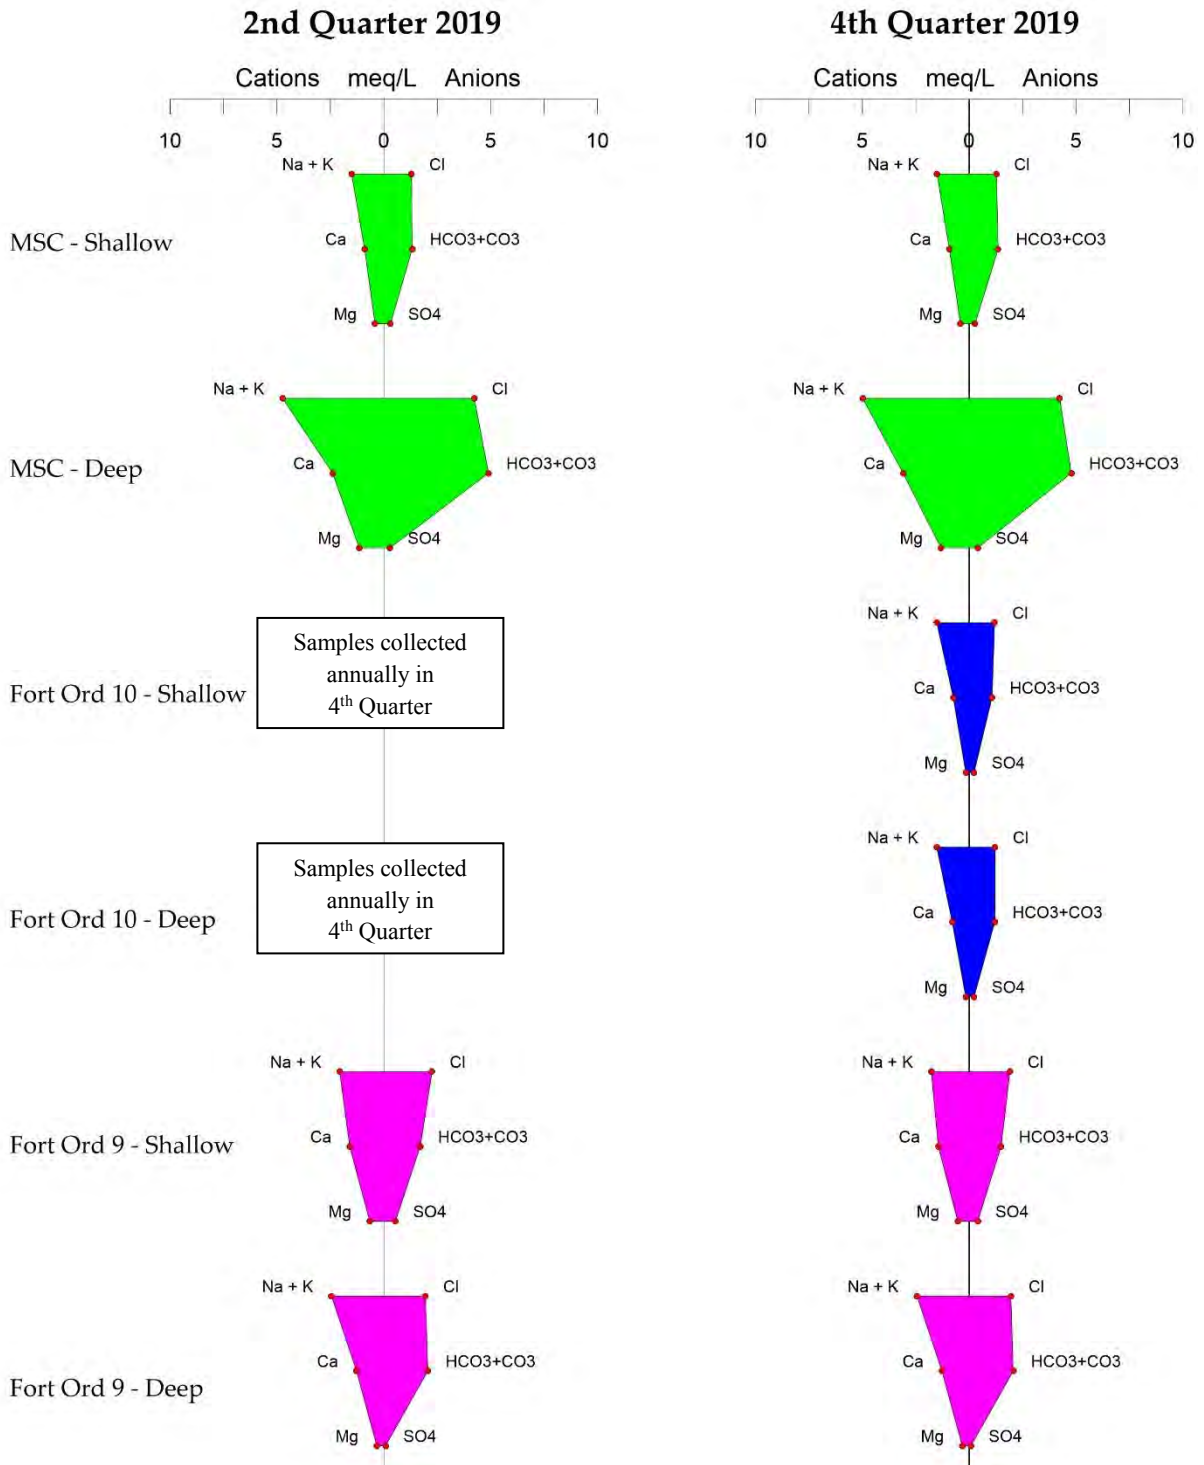 2nd Quarter 2019
4th Quarter 2019
Cations meq/L Anions
Cations meq/L Anions
10 5 0 5 10
10 5 0 5 10
Na + K Cl
Na + K Cl
MSC - Shallow
Ca HCO3+CO3
Ca HCO3+CO3
Mg SO4
Mg SO4
Na + K Cl
Na + K Cl
MSC - Deep
Ca HCO3+CO3
Ca HCO3+CO3
Mg SO4
Mg SO4
Fort Ord 10 - Shallow
Samples collected
annually in
4th Quarter
Na + K Cl
Ca HCO3+CO3
Mg SO4
Fort Ord 10 - Deep
Samples collected
annually in
4th Quarter
Na + K Cl
Ca HCO3+CO3
Mg SO4
Na + K Cl
Na + K Cl
Fort Ord 9 - Shallow
Ca HCO3+CO3
Ca HCO3+CO3
Mg SO4
Mg SO4
Na + K Cl
Na + K Cl
Fort Ord 9 - Deep
Ca HCO3+CO3
Ca HCO3+CO3
Mg SO4
Mg SO4